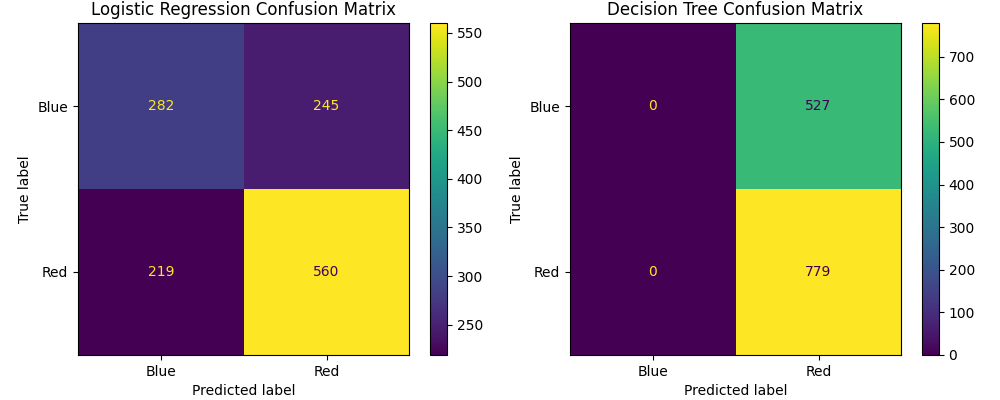 Logistic Regression Confusion Matrix
Blue
Red
True label
282
245
219
560
Blue
Red
Predicted label
550
500
450
400
350
300
250
Decision Tree Confusion Matrix
Blue
Red
True label
0
527
0
779
Blue
Red
Predicted label
700
600
500
400
300
200
100
0